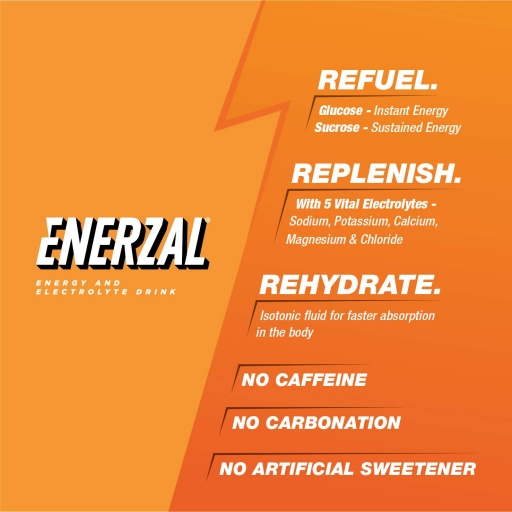 REFUEL.
Glucose - Instant Energy
Sucrose - Sustained Energy
REPLENISH.
With 5 Vital Electrolytes -
Sodium, Potassium, Calcium,
Magnesium & Chloride
ENERZAL
ENERGY AND
ELECTROLYTE DRINK
REHYDRATE.
Isotonic fluid for faster absorption
in the body
NO CAFFEINE
NO CARBONATION
NO ARTIFICIAL SWEETENER